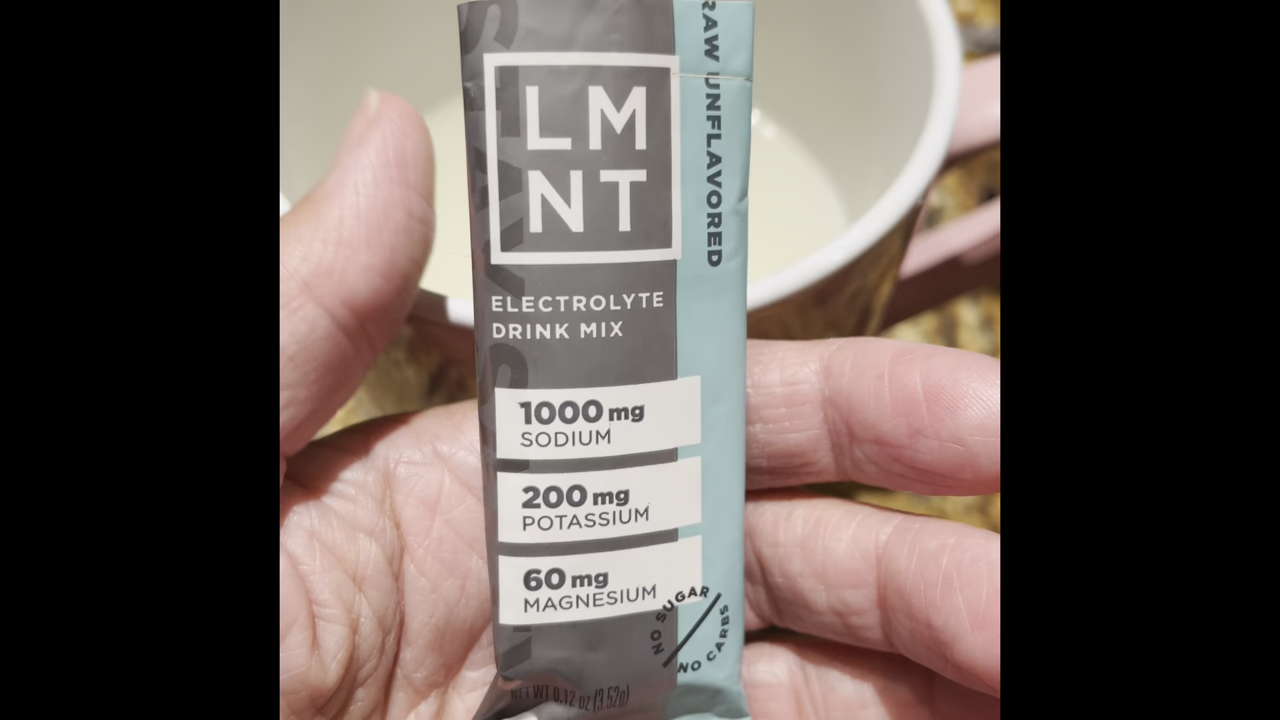 LM
NT
RAW UNFLAVORED
ELECTROLYTE
DRINK MIX
1000 mg
SODIUM
200 mg
POTASSIUM
60 mg
MAGNESIUM
NO SUGAR
NO CARBS
NET WT 0.12 oz (3.52g)